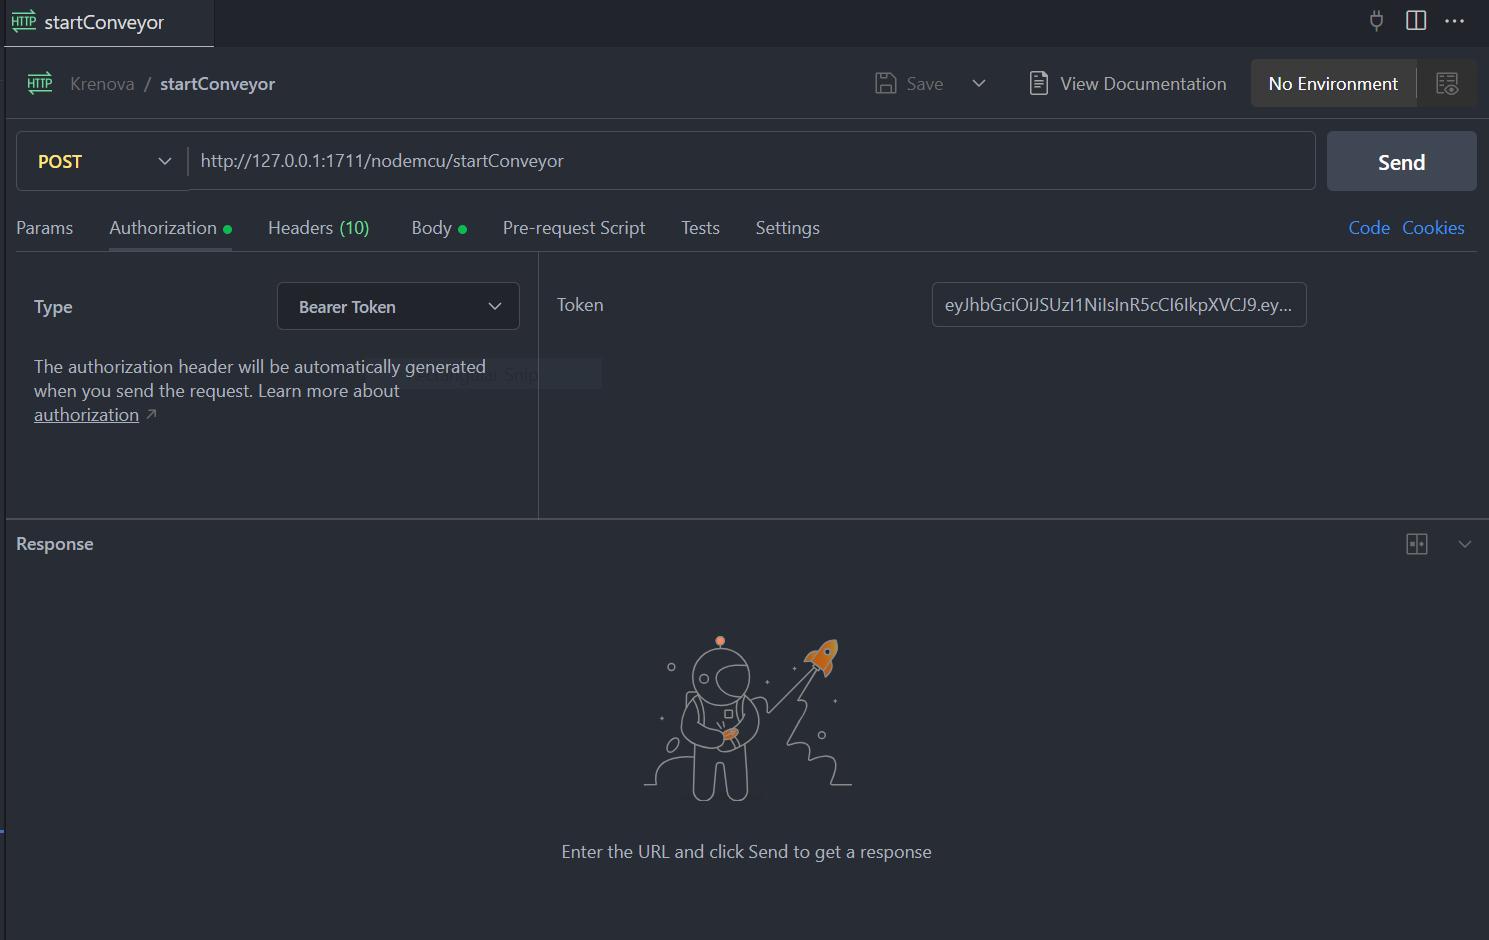 HTTP startConveyor
HTTP Krenova / startConveyor Save View Documentation No Environment
POST http://127.0.0.1:1711/nodemcu/startConveyor Send
Params Authorization Headers (10) Body Pre-request Script Tests Settings Code Cookies
Type Bearer Token Token eyJhbGciOiJSUzI1NiIsInR5cCI6IkpXVCJ9.ey...
The authorization header will be automatically generated
when you send the request. Learn more about
authorization ↗
Response
Enter the URL and click Send to get a response